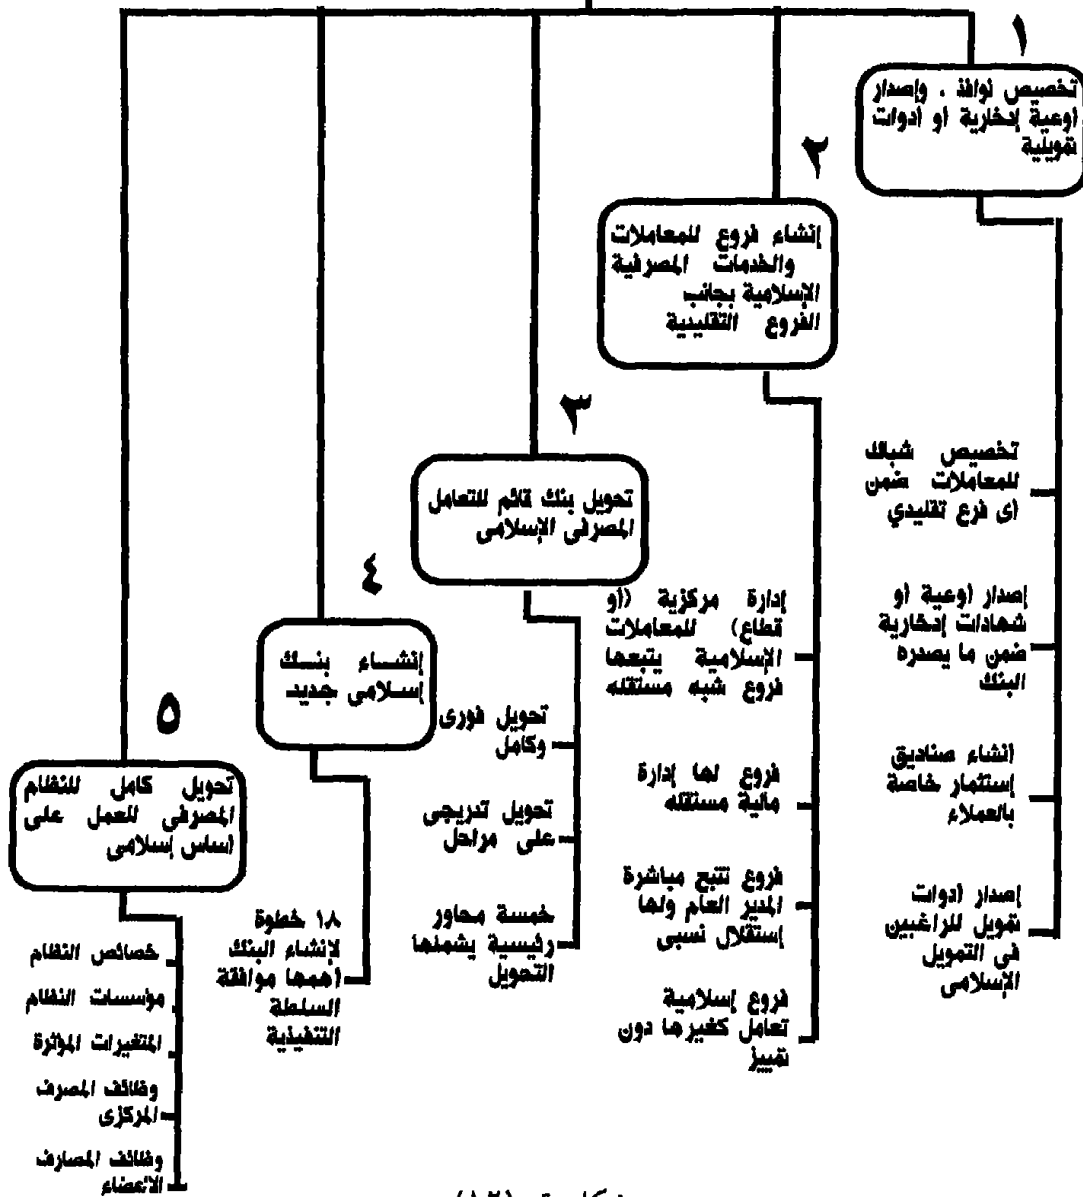 ١
تخصيص نوافذ . وإصدار
أوعية إدخارية أو أدوات
تمويلية
تخصيص شباك
للمعاملات ضمن
أى فرع تقليدي
إصدار أوعية أو
شهادات إدخارية
ضمن ما يصدره
البنك
انشاء صناديق
إستثمار خاصة
بالعملاء
إصدار أدوات
تمويل للراغبين
فى التمويل
الإسلامى
٢
إنشاء فروع للمعاملات
والخدمات المصرفية
الإسلامية بجانب
الفروع التقليدية
إدارة مركزية (أو
قطاع) للمعاملات
الإسلامية يتبعها
فروع شبه مستقله
فروع لها إدارة
مالية مستقله
فروع تتبع مباشرة
المدير العام ولها
إستقلال نسبى
فروع إسلامية
تعامل كغيرها دون
تمييز
٣
تحويل بنك قائم للتعامل
المصرفى الإسلامى
تحويل فورى
وكامل
تحويل تدريجى
على مراحل
خمسة محاور
رئيسية يشملها
التحويل
٤
إنشاء بنك
إسلامى جديد
١٨ خطوة
لإنشاء البنك
أهمها موافقة
السلطة
التنفيذية
٥
تحويل كامل للنظام
المصرفى للعمل على
أساس إسلامى
خصائص النظام
مؤسسات النظام
المتغيرات المؤثرة
وظائف المصرف
المركزى
وظائف المصارف
الأعضاء